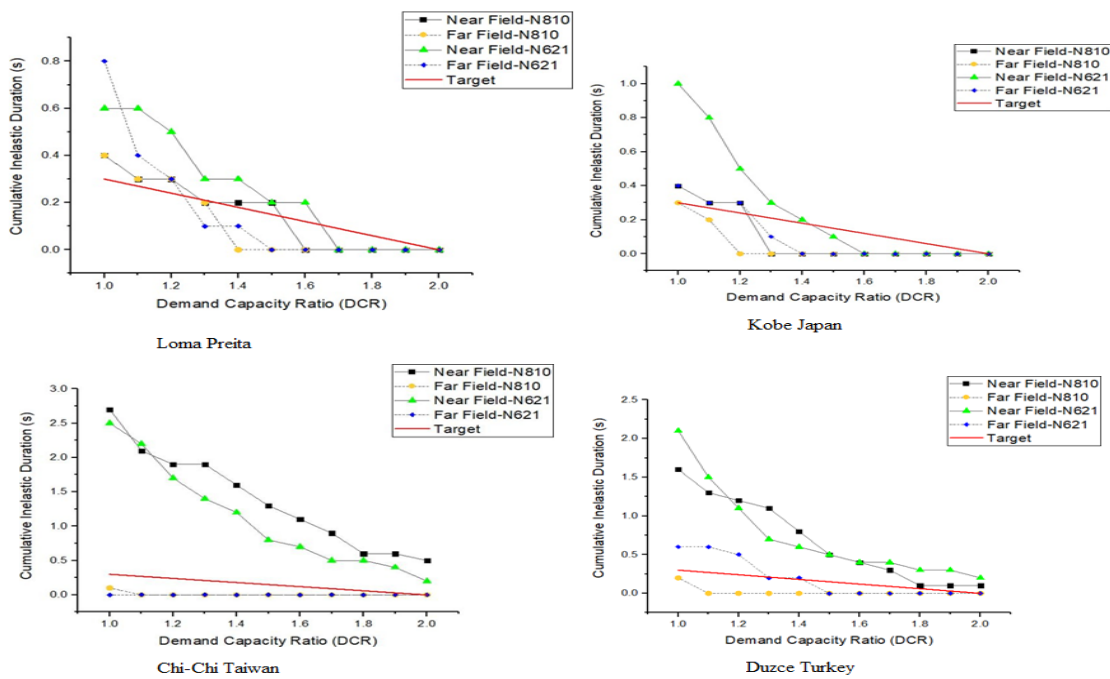 Near Field-N810
Far Field-N810
Near Field-N621
Far Field-N621
Target
Cumulative Inelastic Duration (s)
0.8
0.6
0.4
0.2
0.0
1.0 1.2 1.4 1.6 1.8 2.0
Demand Capacity Ratio (DCR)
Loma Preita
Near Field-N810
Far Field-N810
Near Field-N621
Far Field-N621
Target
Cumulative Inelastic Duration (s)
1.0
0.8
0.6
0.4
0.2
0.0
1.0 1.2 1.4 1.6 1.8 2.0
Demand Capacity Ratio (DCR)
Kobe Japan
Near Field-N810
Far Field-N810
Near Field-N621
Far Field-N621
Target
Cumulative Inelastic Duration (s)
3.0
2.5
2.0
1.5
1.0
0.5
0.0
1.0 1.2 1.4 1.6 1.8 2.0
Demand Capacity Ratio (DCR)
Chi-Chi Taiwan
Near Field-N810
Far Field-N810
Near Field-N621
Far Field-N621
Target
Cumulative Inelastic Duration (s)
2.5
2.0
1.5
1.0
0.5
0.0
1.0 1.2 1.4 1.6 1.8 2.0
Demand Capacity Ratio (DCR)
Duzce Turkey